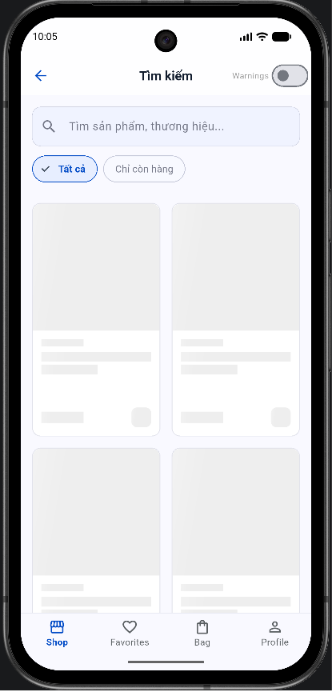 10:05
Tìm kiếm
Warnings
Tìm sản phẩm, thương hiệu...
Tất cả
Chỉ còn hàng
Shop
Favorites
Bag
Profile